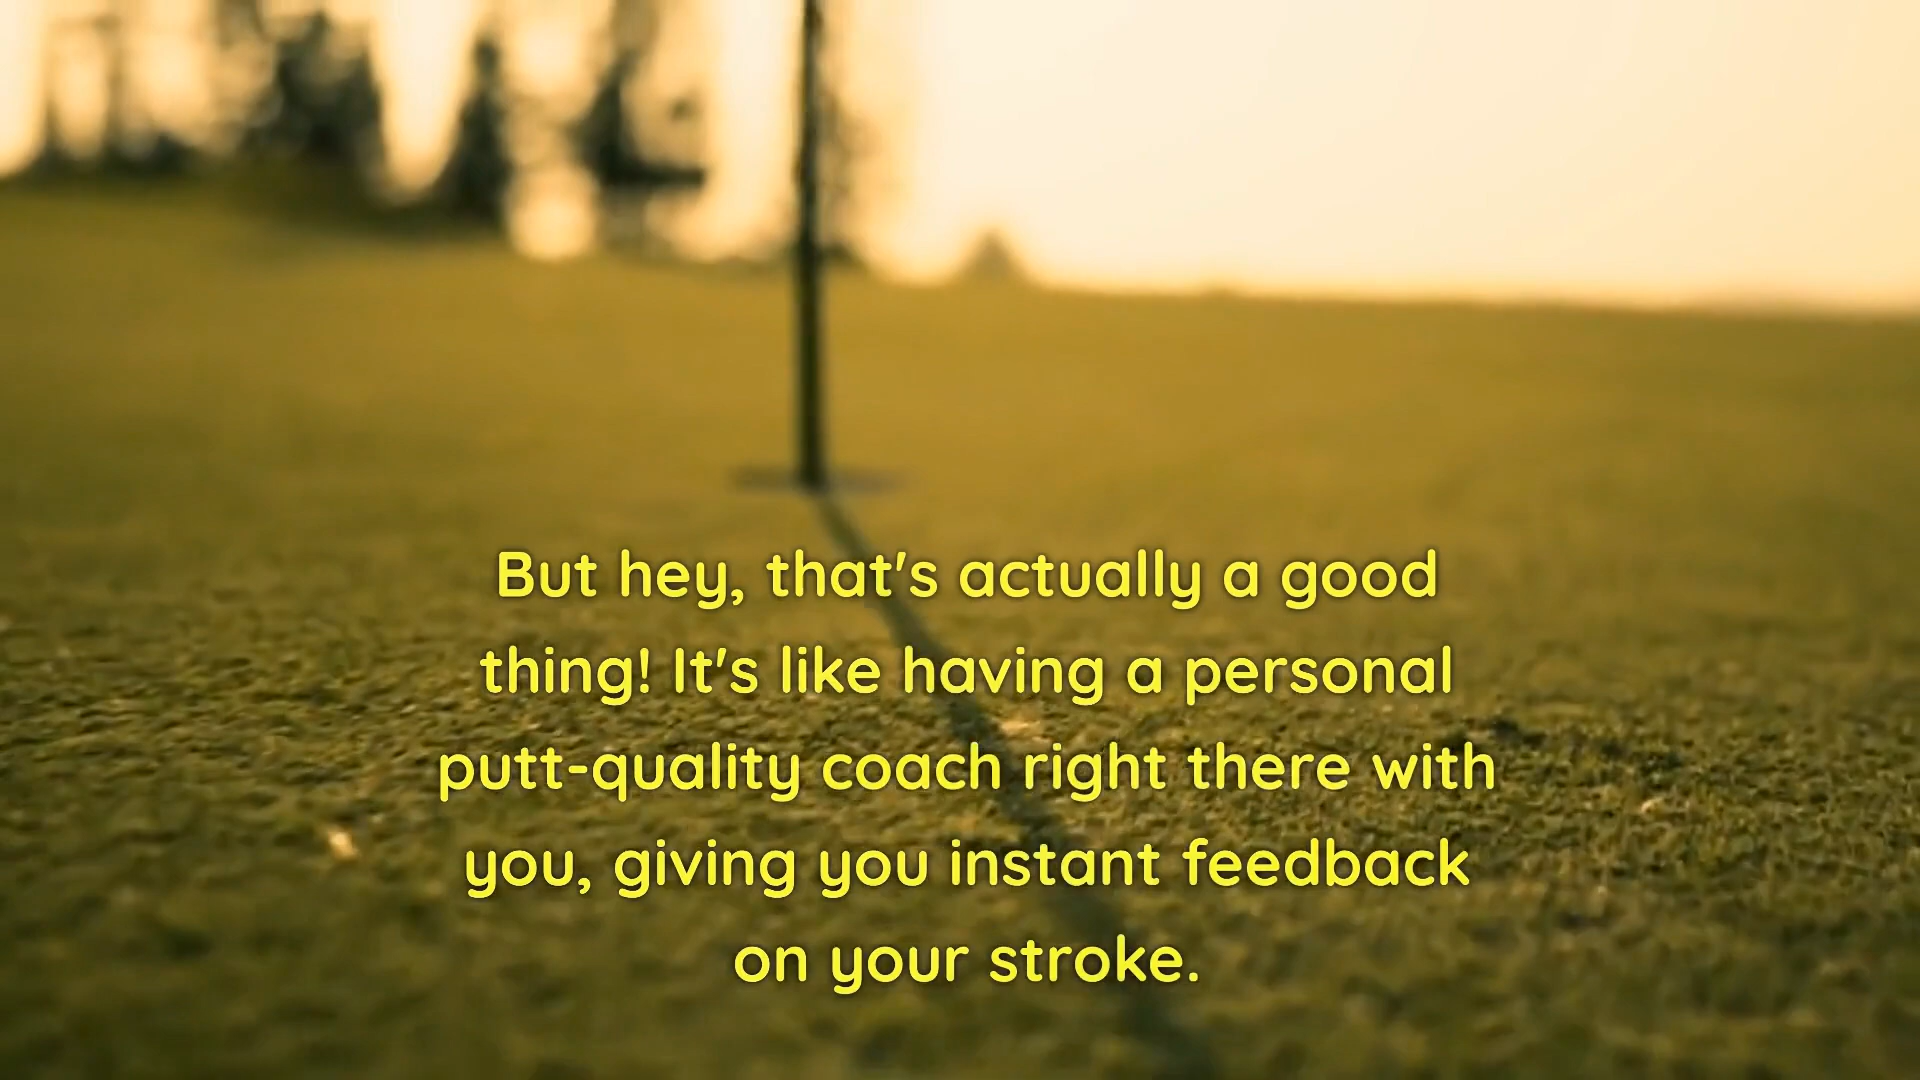 But hey, that's actually a good
thing! It's like having a personal
putt-quality coach right there with
you, giving you instant feedback
on your stroke.